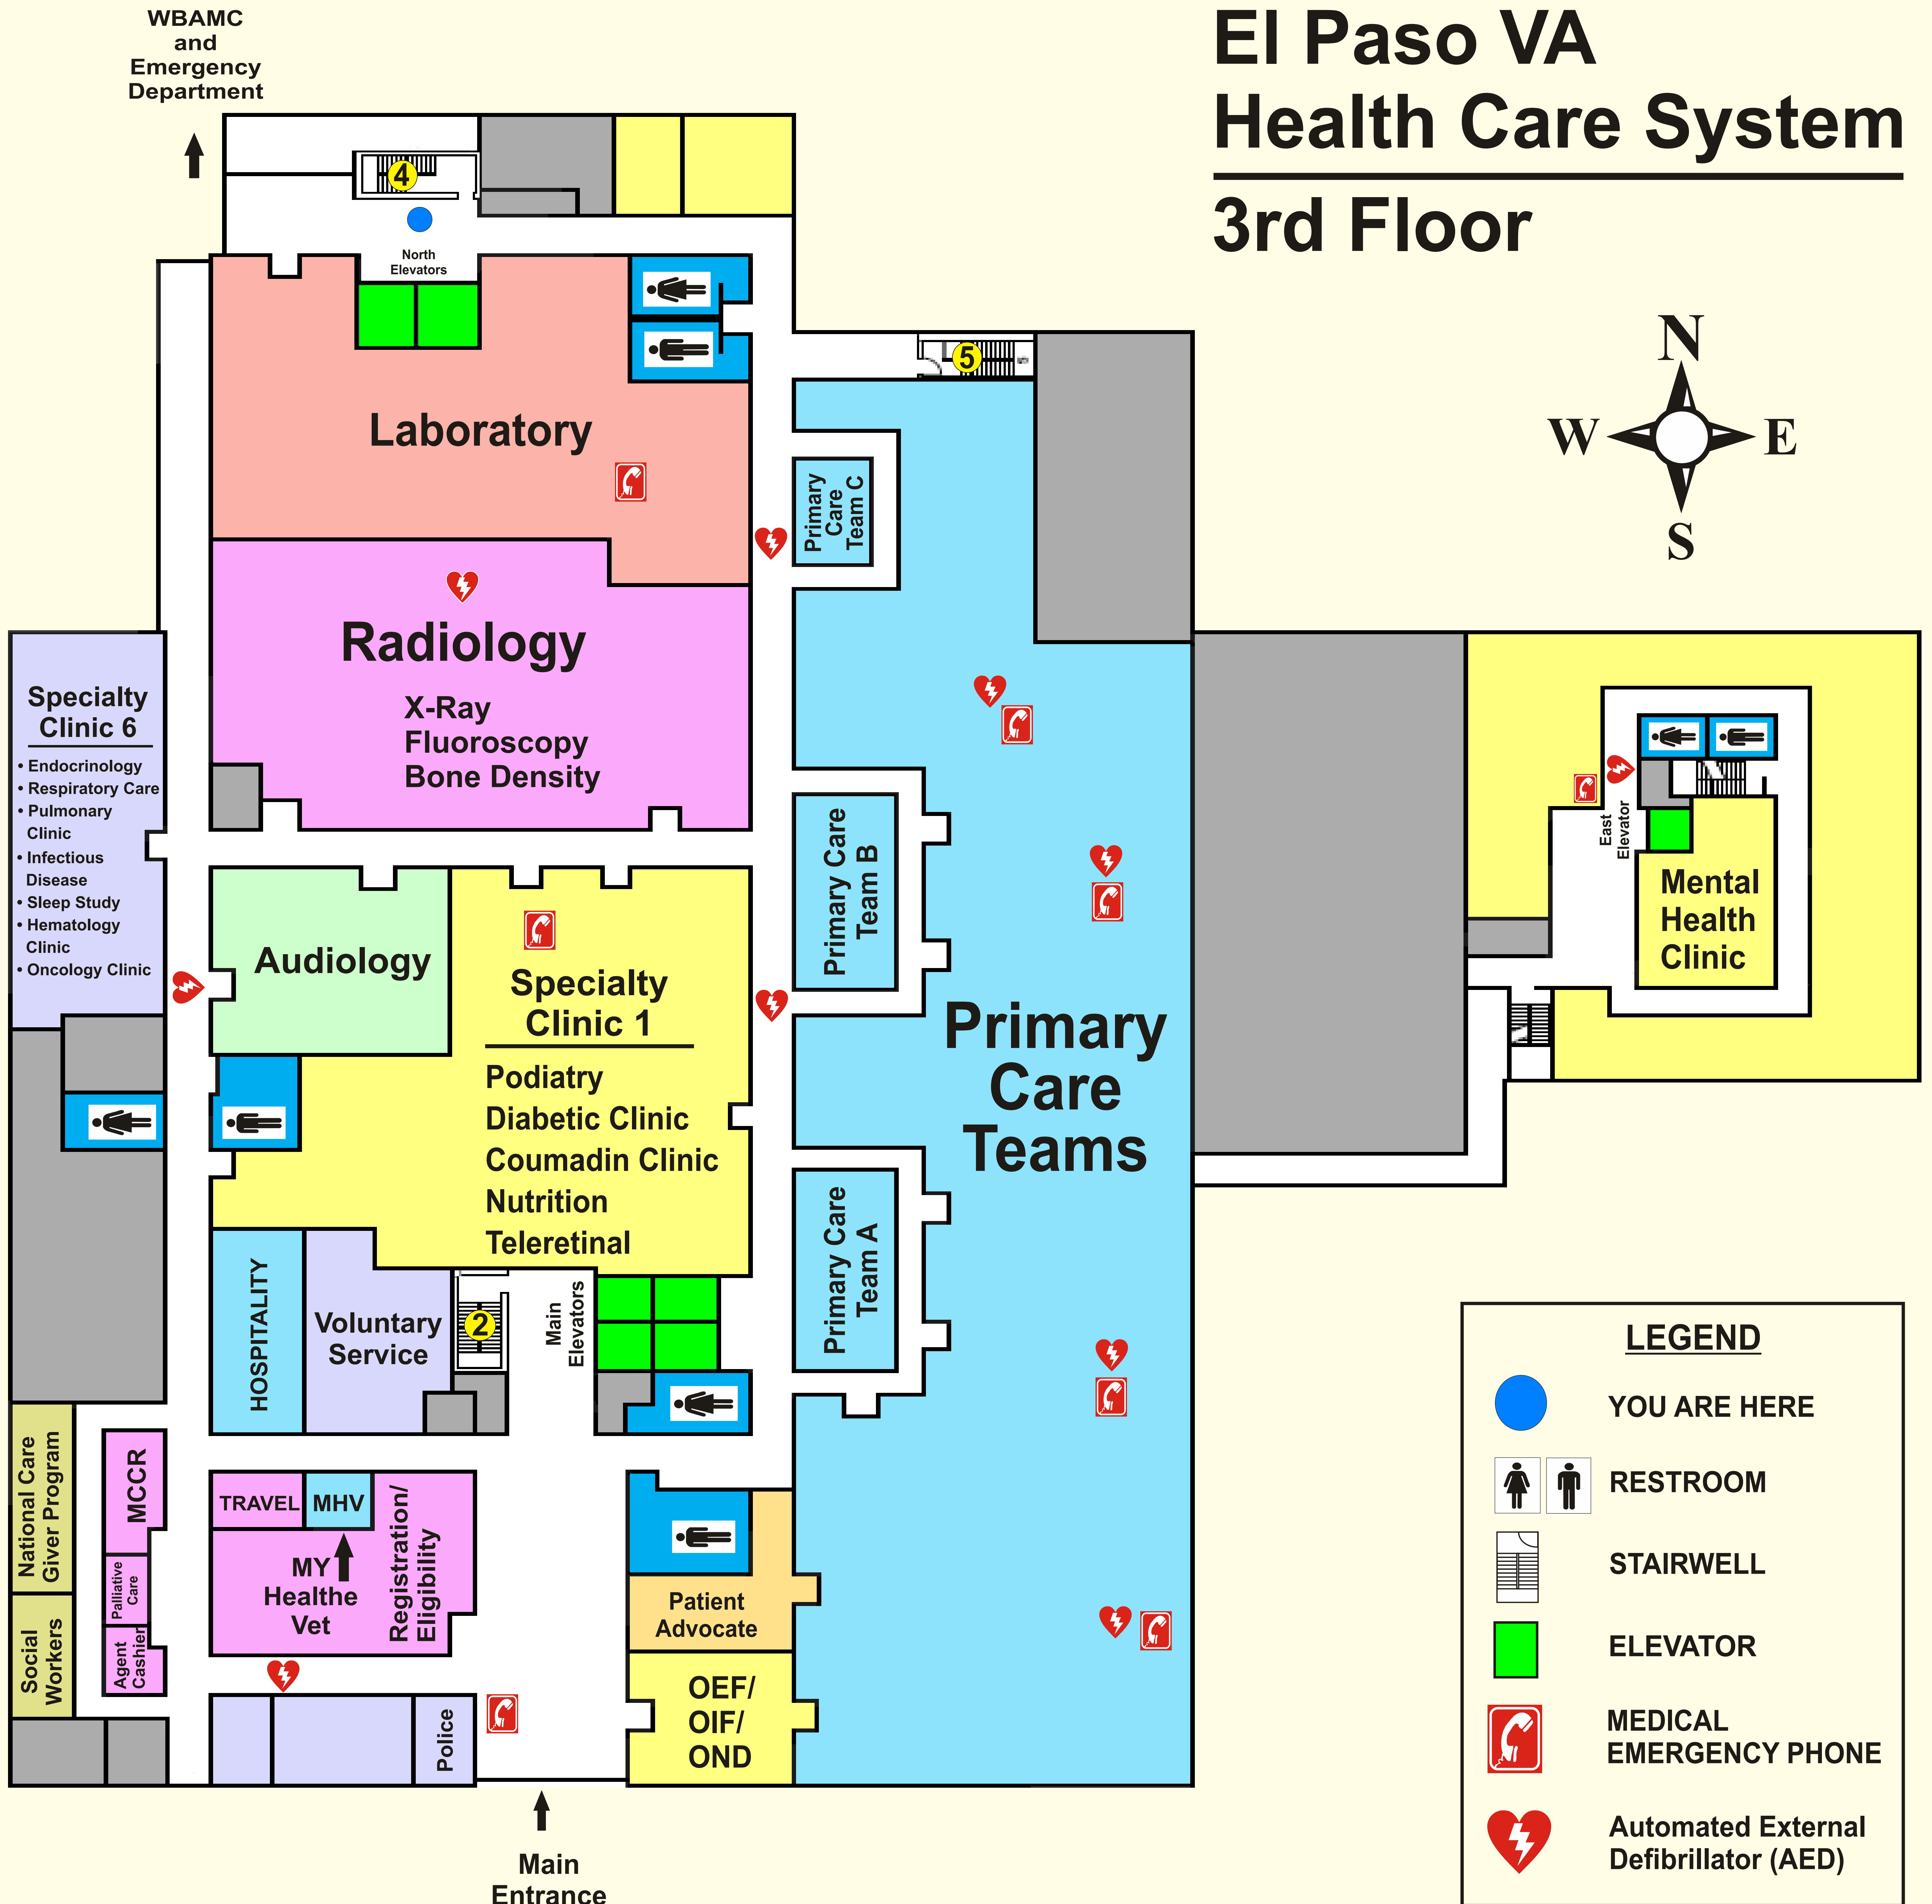 WBAMC
and
Emergency
Department
El Paso VA
Health Care System
3rd Floor
4
North
Elevators
N
W
E
S
5
Laboratory
Primary
Care
Team C
Radiology
X-Ray
Fluoroscopy
Bone Density
Specialty
Clinic 6
• Endocrinology
• Respiratory Care
• Pulmonary
Clinic
• Infectious
Disease
• Sleep Study
• Hematology
Clinic
• Oncology Clinic
Audiology
Specialty
Clinic 1
Podiatry
Diabetic Clinic
Coumadin Clinic
Nutrition
Teleretinal
Primary Care
Team B
Primary
Care
Teams
East
Elevator
Mental
Health
Clinic
HOSPITALITY
Voluntary
Service
2
Main
Elevators
Primary Care
Team A
National Care
Giver Program
MCCR
Palliative
Care
Agent
Cashier
Social
Workers
TRAVEL
MHV
MY
Healthe
Vet
Registration/
Eligibility
Patient
Advocate
OEF/
OIF/
OND
Police
Main
Entrance
LEGEND
YOU ARE HERE
RESTROOM
STAIRWELL
ELEVATOR
MEDICAL
EMERGENCY PHONE
Automated External
Defibrillator (AED)